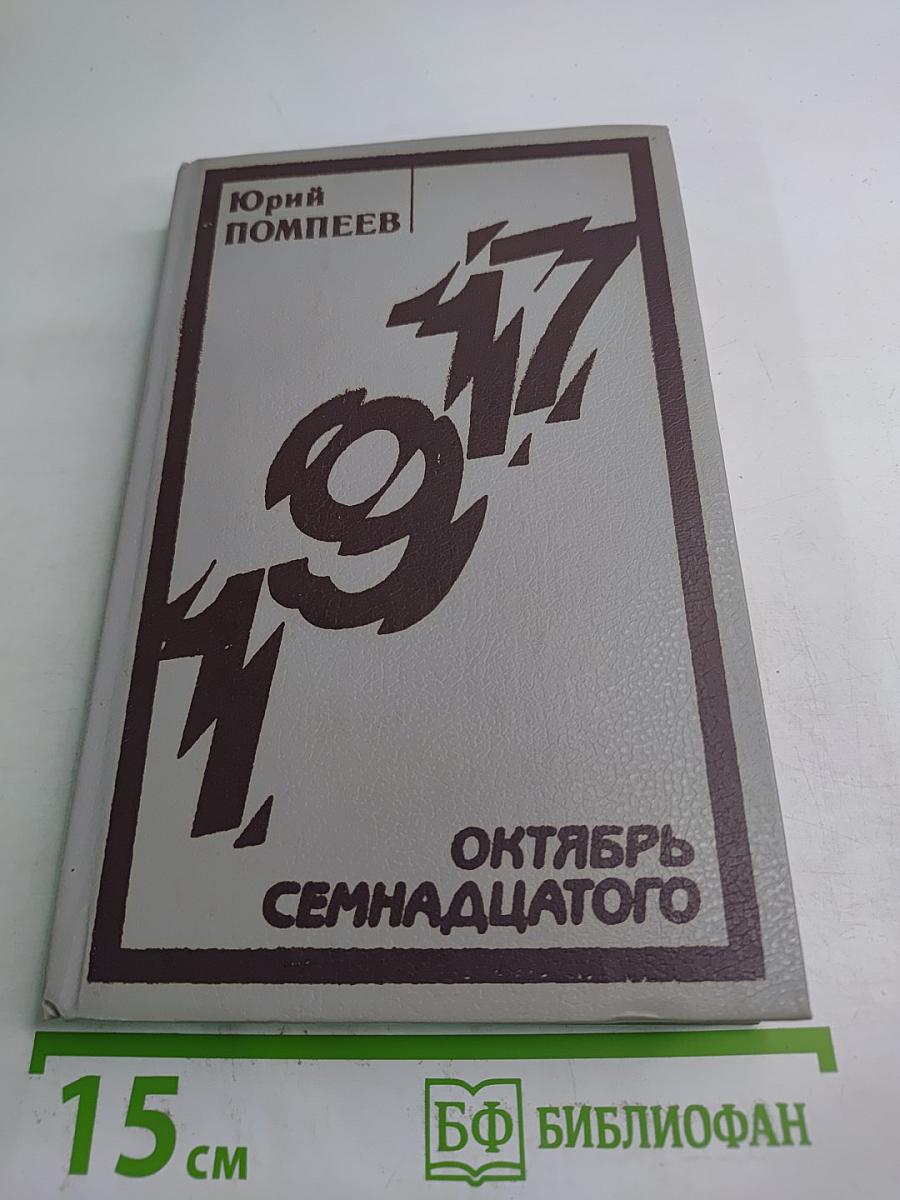 Юрий
ПОМПЕЕВ
1917
ОКТЯБРЬ
СЕМНАДЦАТОГО
15 см
БФ БИБЛИОФАН